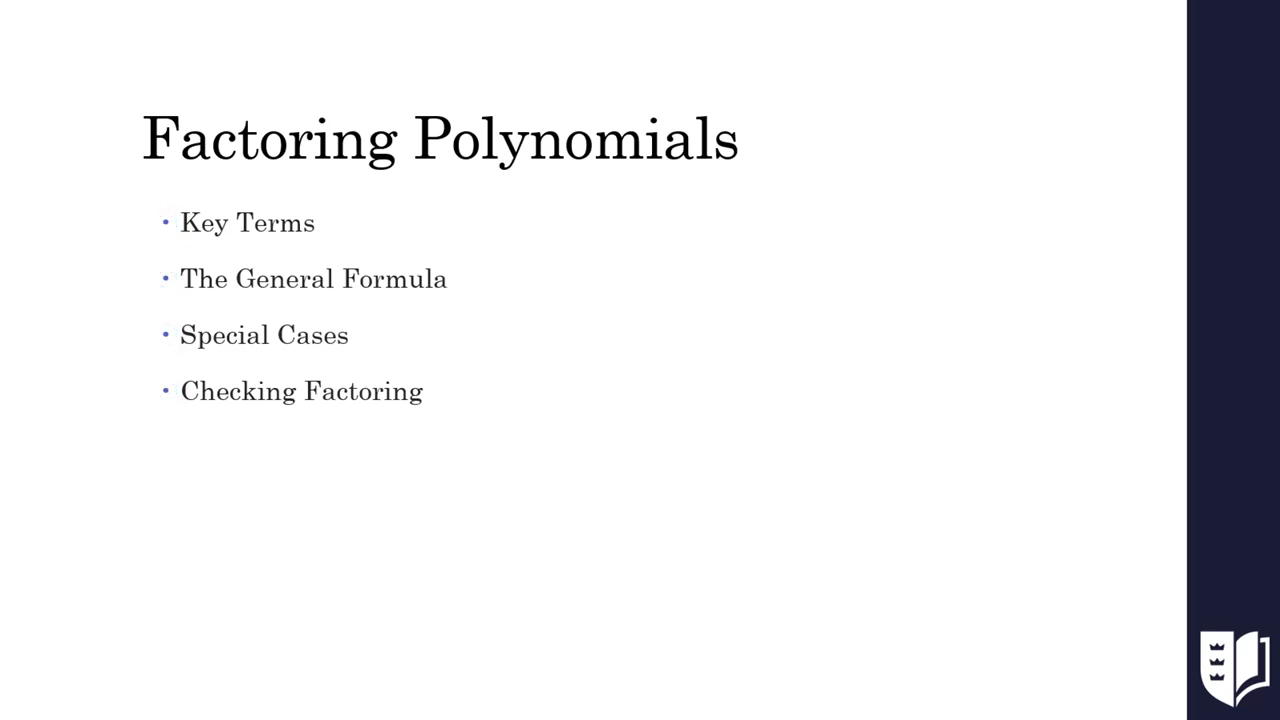 Factoring Polynomials
• Key Terms
• The General Formula
• Special Cases
• Checking Factoring